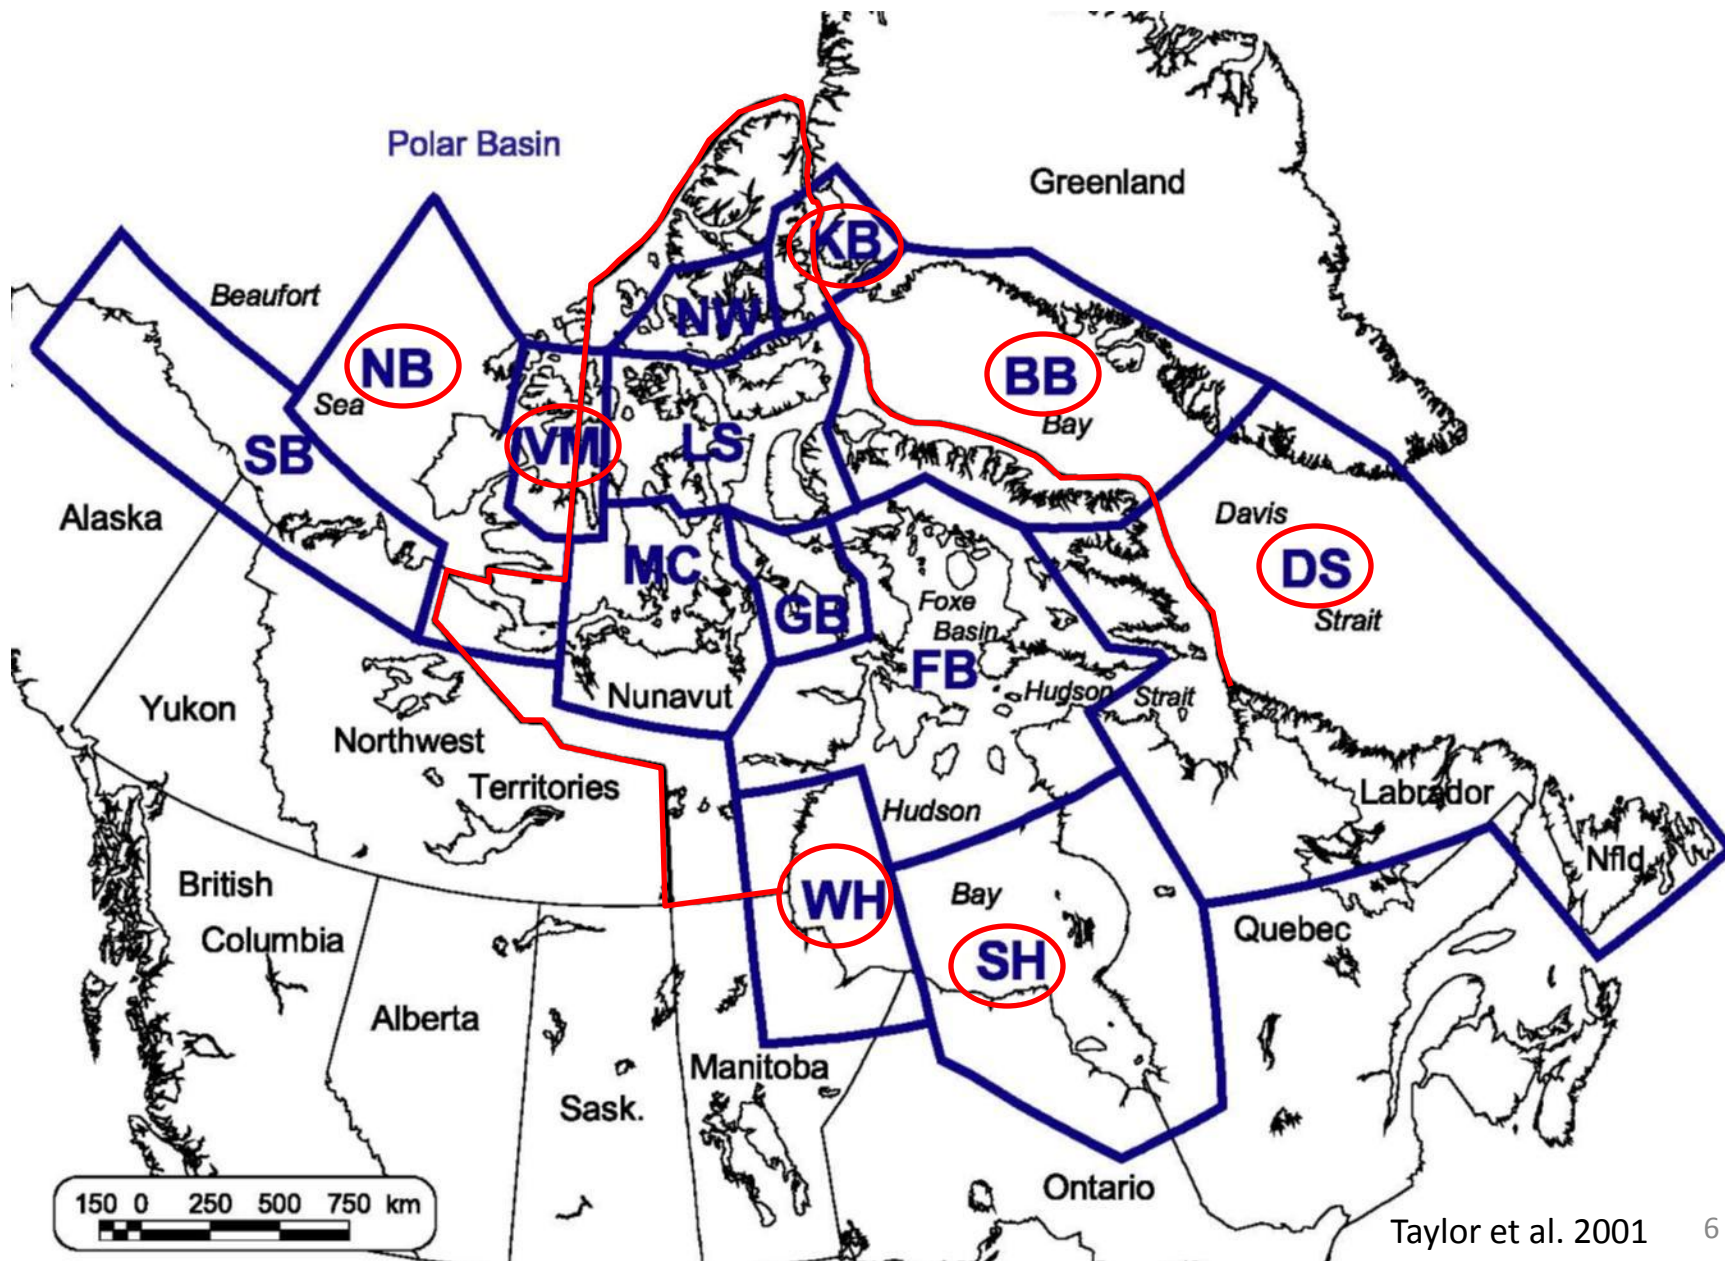 Polar Basin
Greenland
KB
Beaufort
NW
NB
BB
Sea
Bay
VM
LS
SB
Davis
Alaska
DS
MC
Foxe
GB
Strait
Basin
FB
Hudson
Strait
Nunavut
Yukon
Northwest
Territories
Labrador
Hudson
Nfld
British
WH
Bay
Quebec
Columbia
SH
Alberta
Manitoba
Sask.
Ontario
150 0 250 500 750 km
Taylor et al. 2001
6